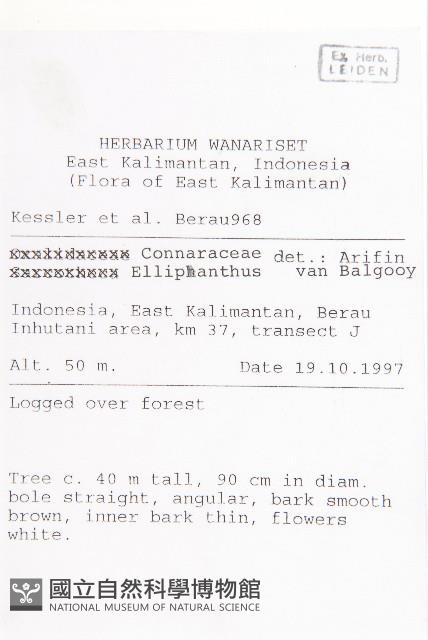 Ex. Herb.
LEIDEN
HERBARIUM WANARISET
East Kalimantan, Indonesia
(Flora of East Kalimantan)
Kessler et al. Berau968
Connaraceae det.: Arifin
Ellipanthus van Balgooy
Indonesia, East Kalimantan, Berau
Inhutani area, km 37, transect J
Alt. 50 m. Date 19.10.1997
Logged over forest
Tree c. 40 m tall, 90 cm in diam.
bole straight, angular, bark smooth
brown, inner bark thin, flowers
white.
國立自然科學博物館
NATIONAL MUSEUM OF NATURAL SCIENCE